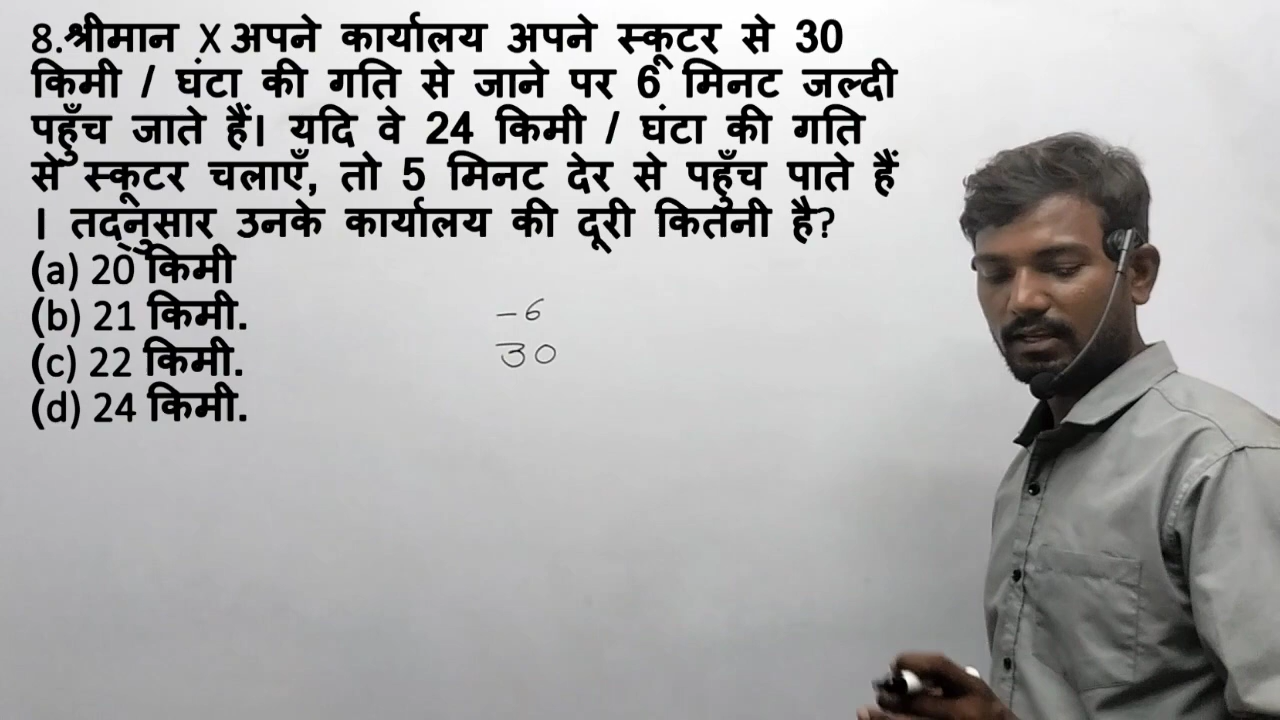 8.श्रीमान X अपने कार्यालय अपने स्कूटर से 30
किमी / घंटा की गति से जाने पर 6 मिनट जल्दी
पहुँच जाते हैं। यदि वे 24 किमी / घंटा की गति
से स्कूटर चलाएँ, तो 5 मिनट देर से पहुँच पाते हैं
। तद्नुसार उनके कार्यालय की दूरी कितनी है?
(a) 20 किमी
(b) 21 किमी.
(c) 22 किमी.
(d) 24 किमी.
-6
30